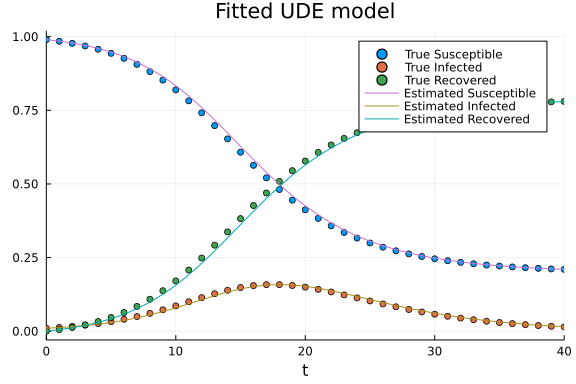 Fitted UDE model
1.00
0.75
0.50
0.25
0.00
0
10
20
30
40
t
True Susceptible
True Infected
True Recovered
Estimated Susceptible
Estimated Infected
Estimated Recovered